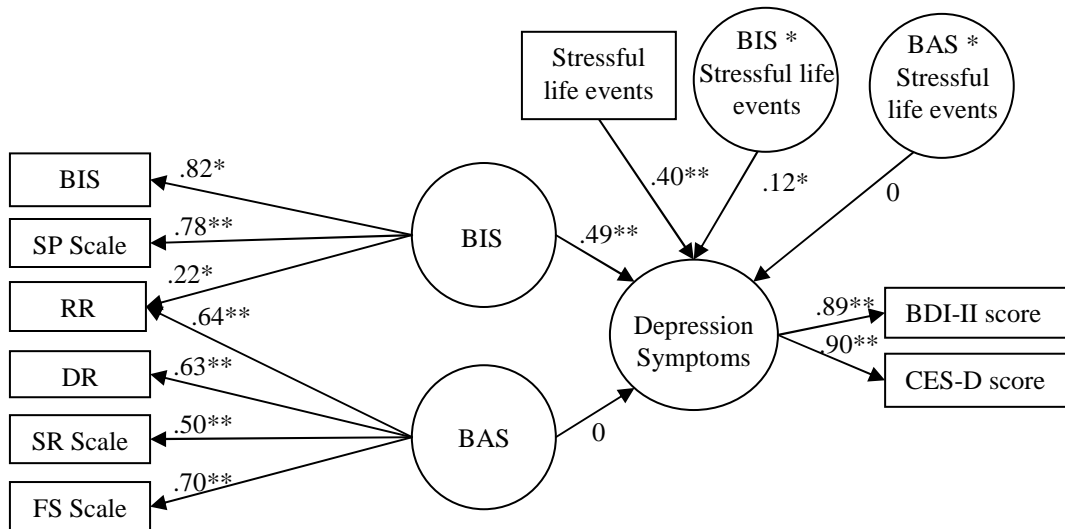 Stressful
life events
BIS *
Stressful life
events
BAS *
Stressful
life events
BIS
.82*
SP Scale
.78**
RR
.22*
.64**
DR
.63**
SR Scale
.50**
FS Scale
.70**
BIS
.49**
BAS
0
.40**
.12*
0
Depression
Symptoms
.89**
BDI-II score
.90**
CES-D score